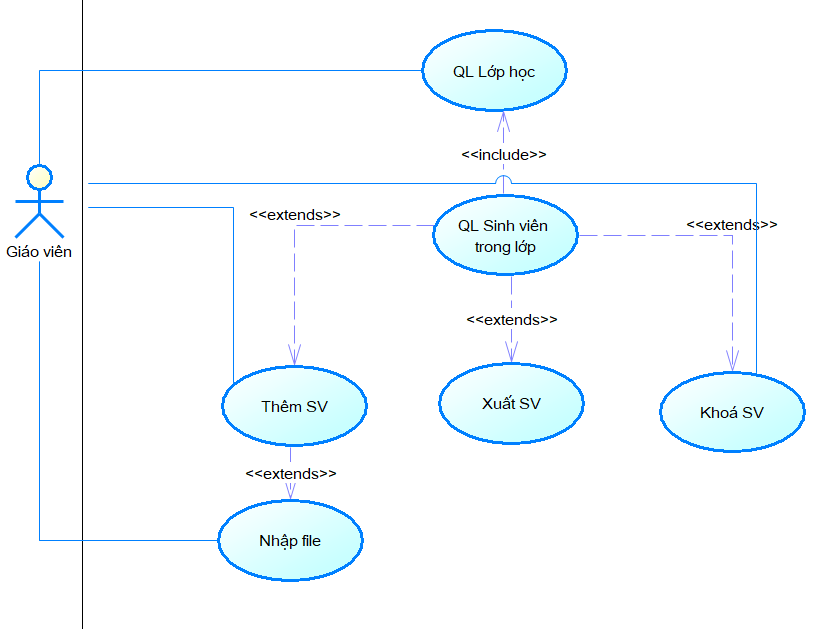 QL Lớp học
<<include>>
Giáo viên
<<extends>>
QL Sinh viên
trong lớp
<<extends>>
<<extends>>
Thêm SV
Xuất SV
Khoá SV
<<extends>>
Nhập file